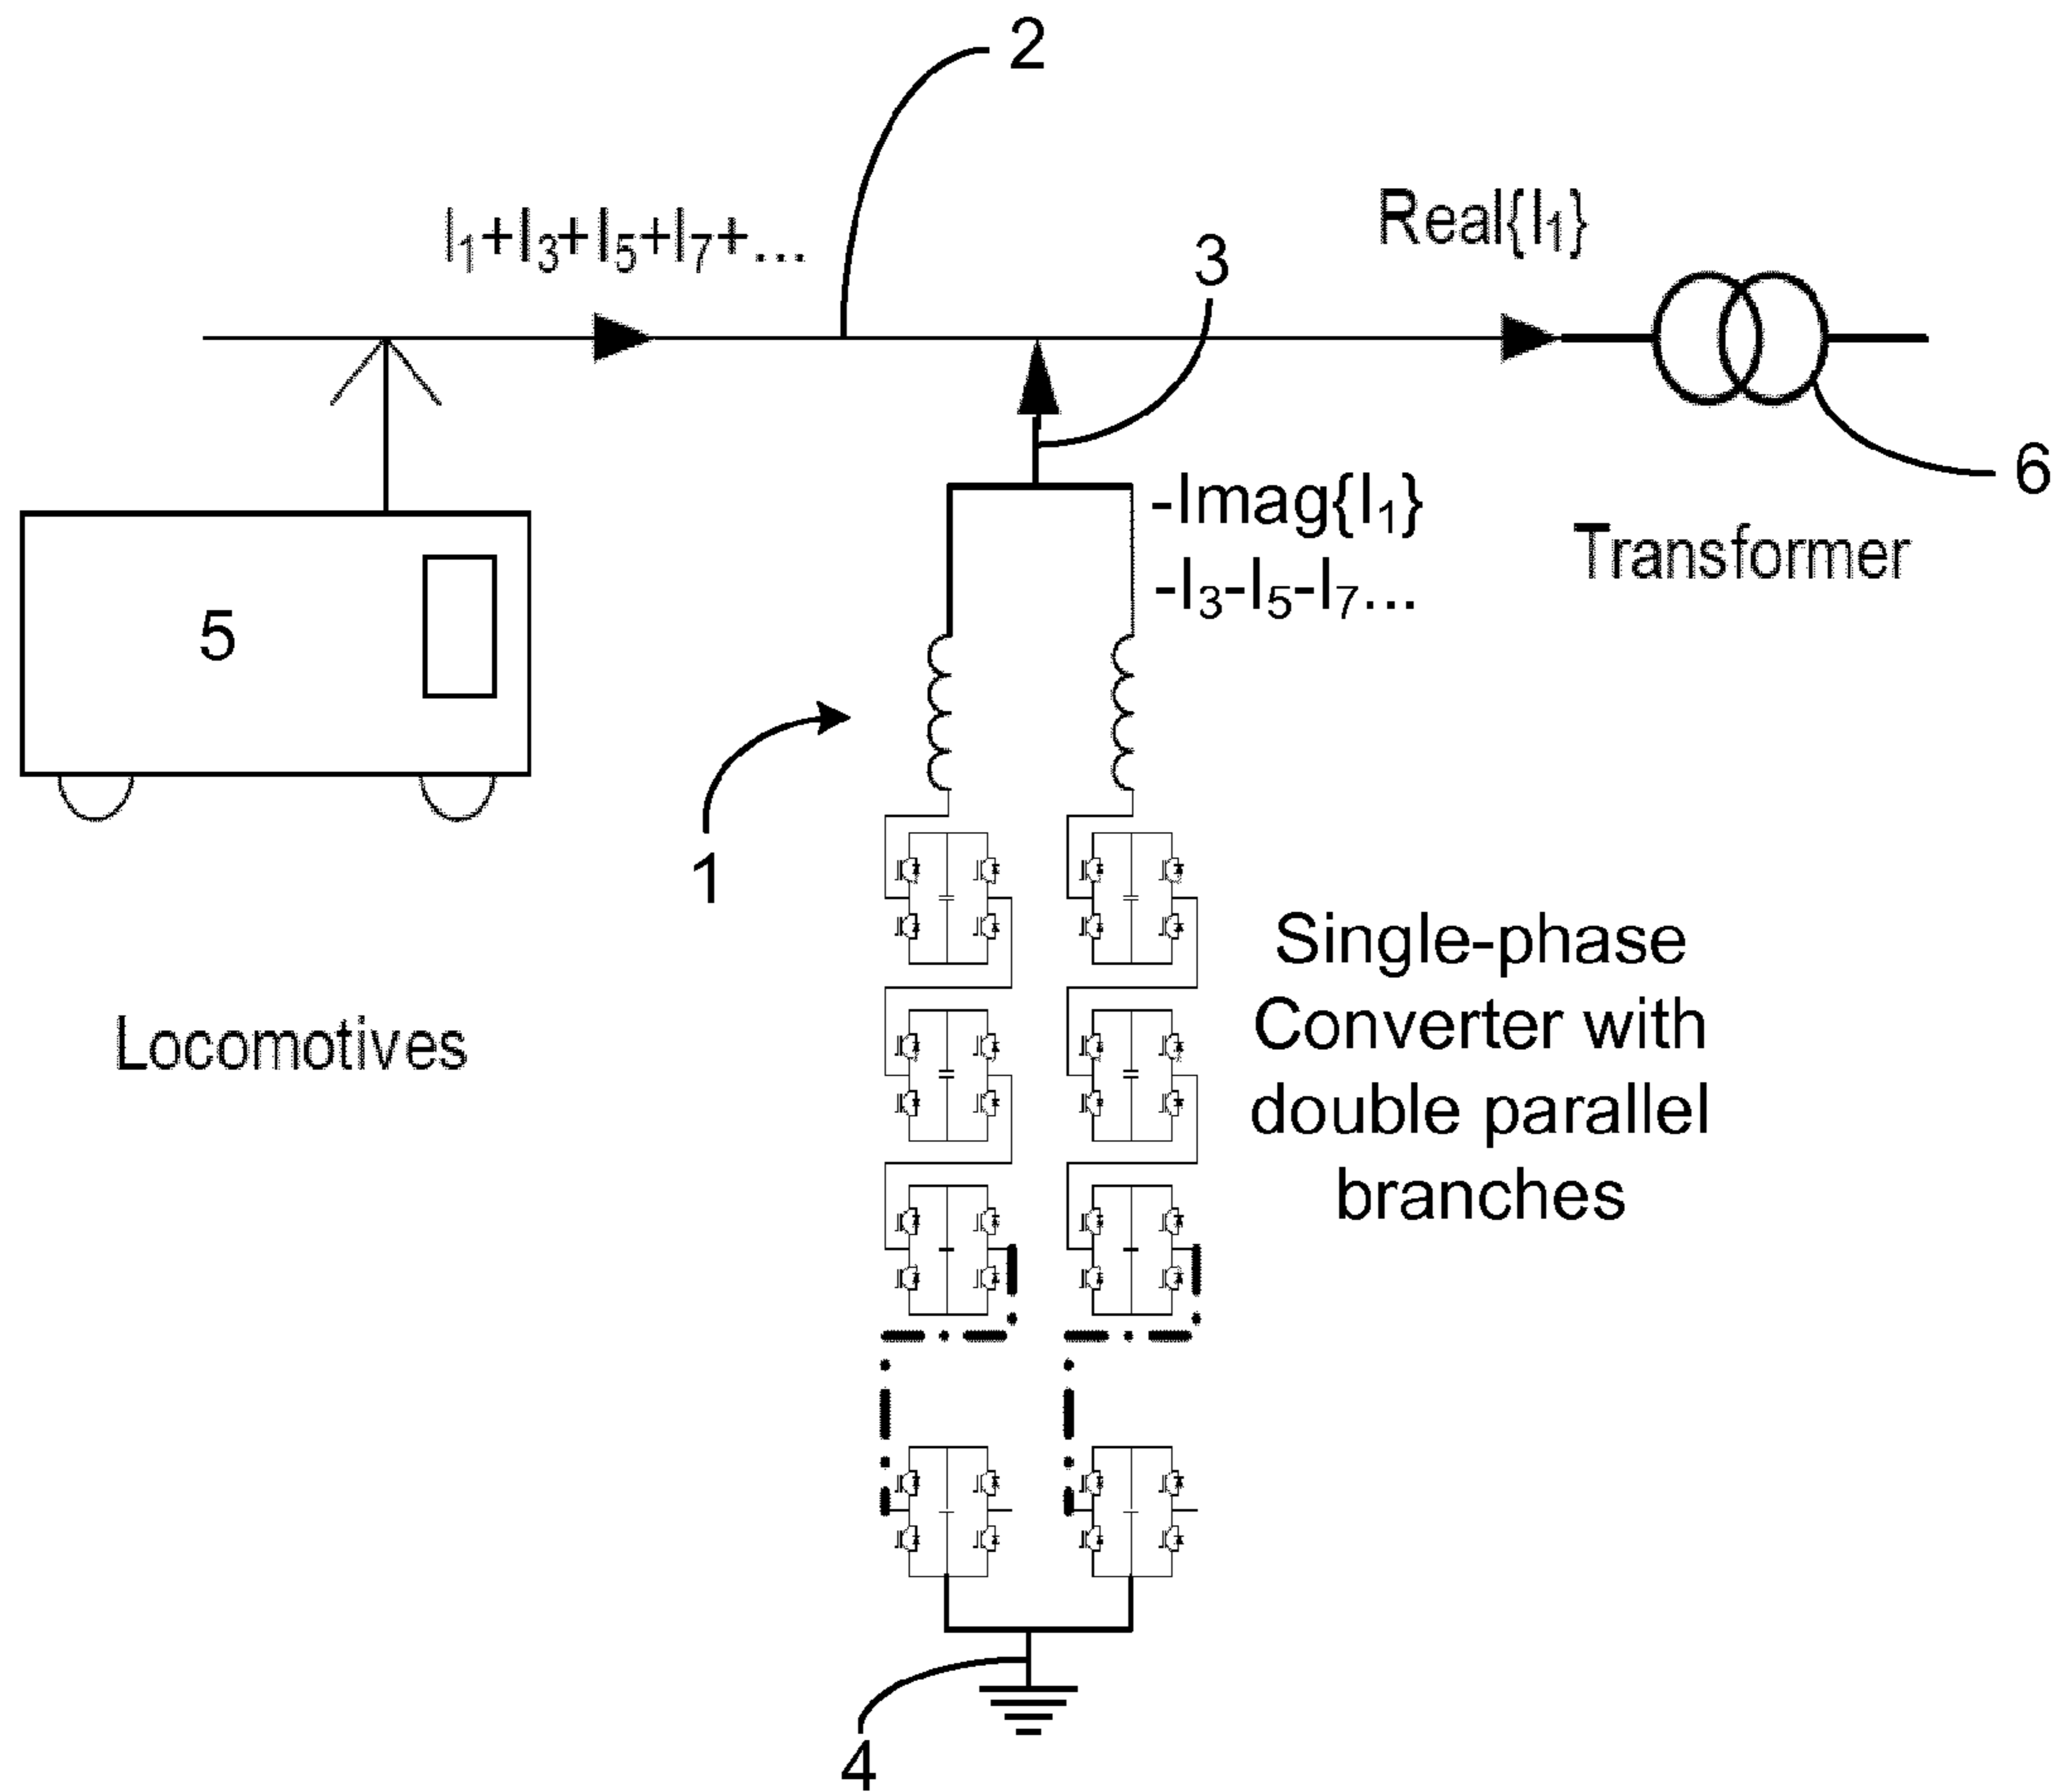 2
I₁+I₃+I₅+I₇+...
Real{I₁}
3
6
-Imag{I₁}
-I₃-I₅-I₇...
Transformer
5
1
Locomotives
Single-phase
Converter with
double parallel
branches
4